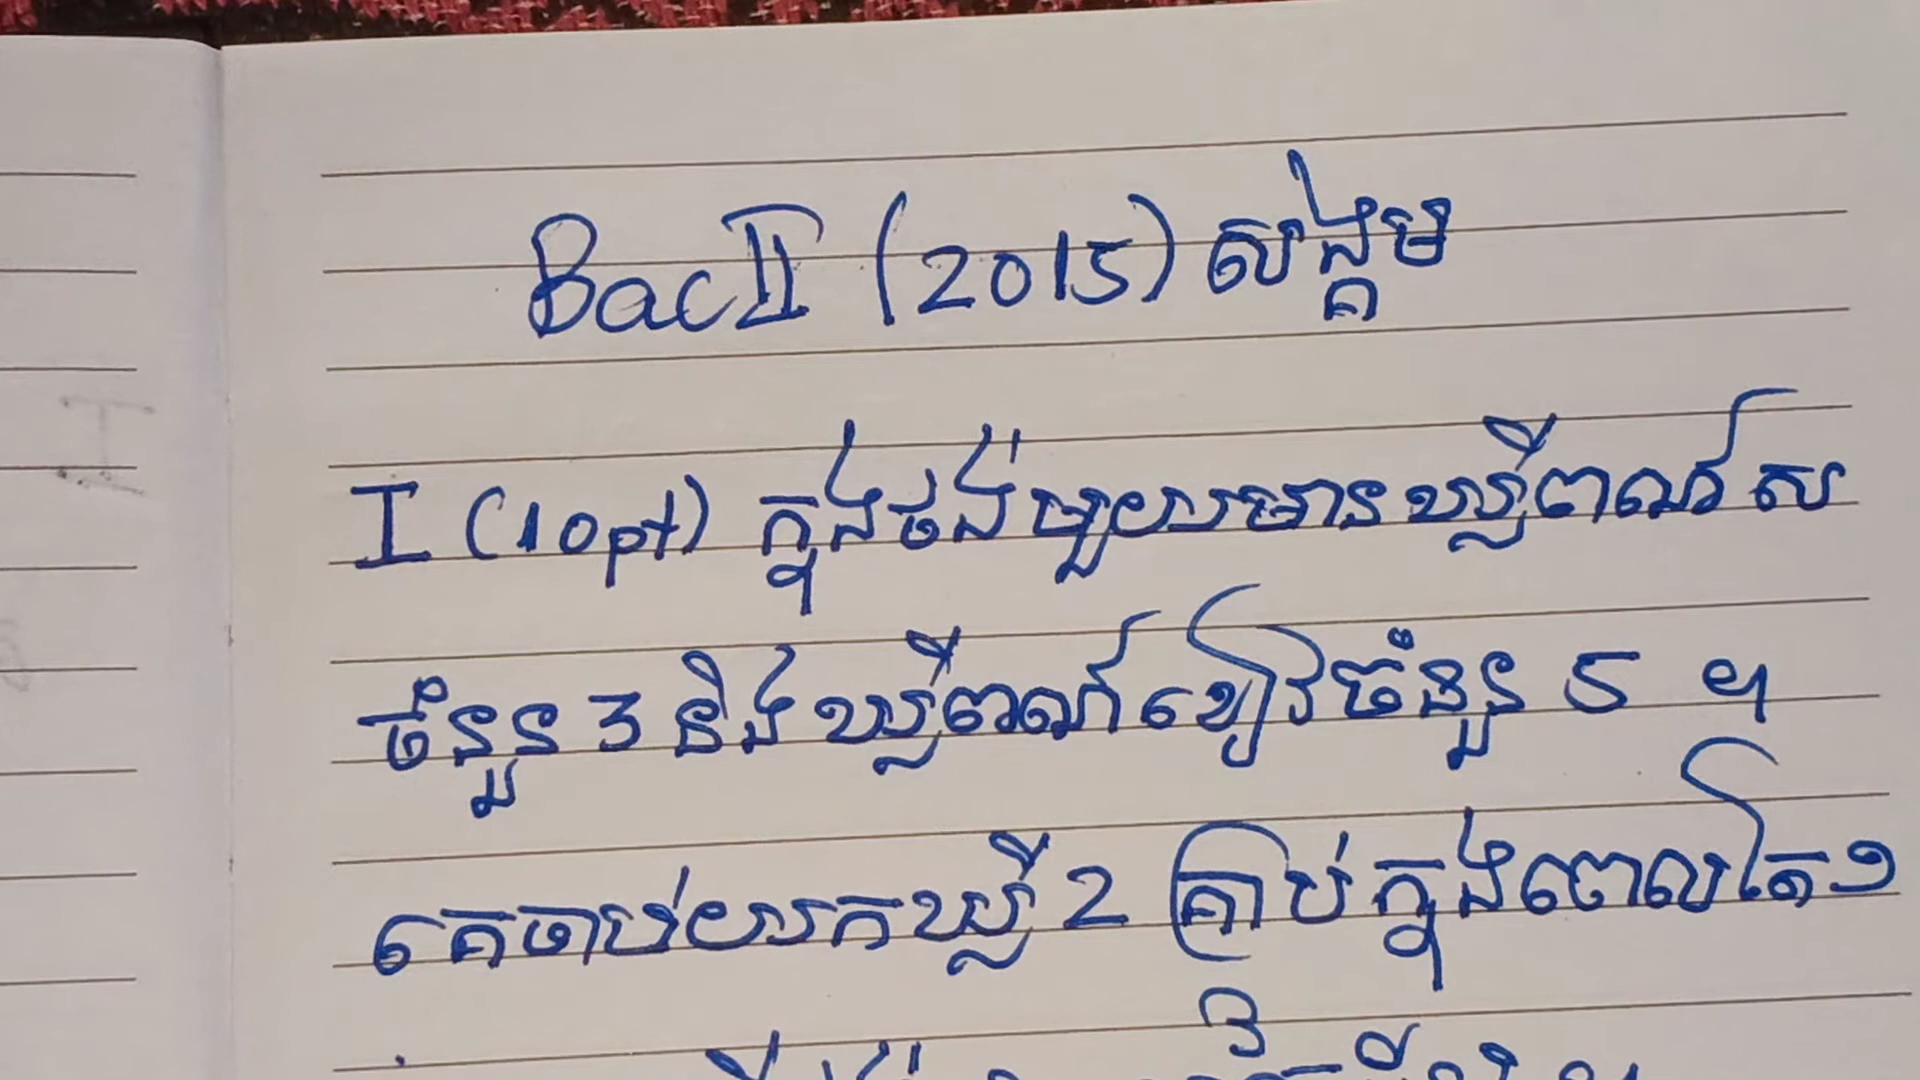 Bac II (2015) សង្គម
I (10pt) ក្នុងថង់មួយមានឃ្លីពណ៌ ស
ចំនួន 3 និងឃ្លីពណ៌ខៀវចំនួន 5 ។
គេចាប់យកឃ្លី 2 គ្រាប់ក្នុងពេលតែ១